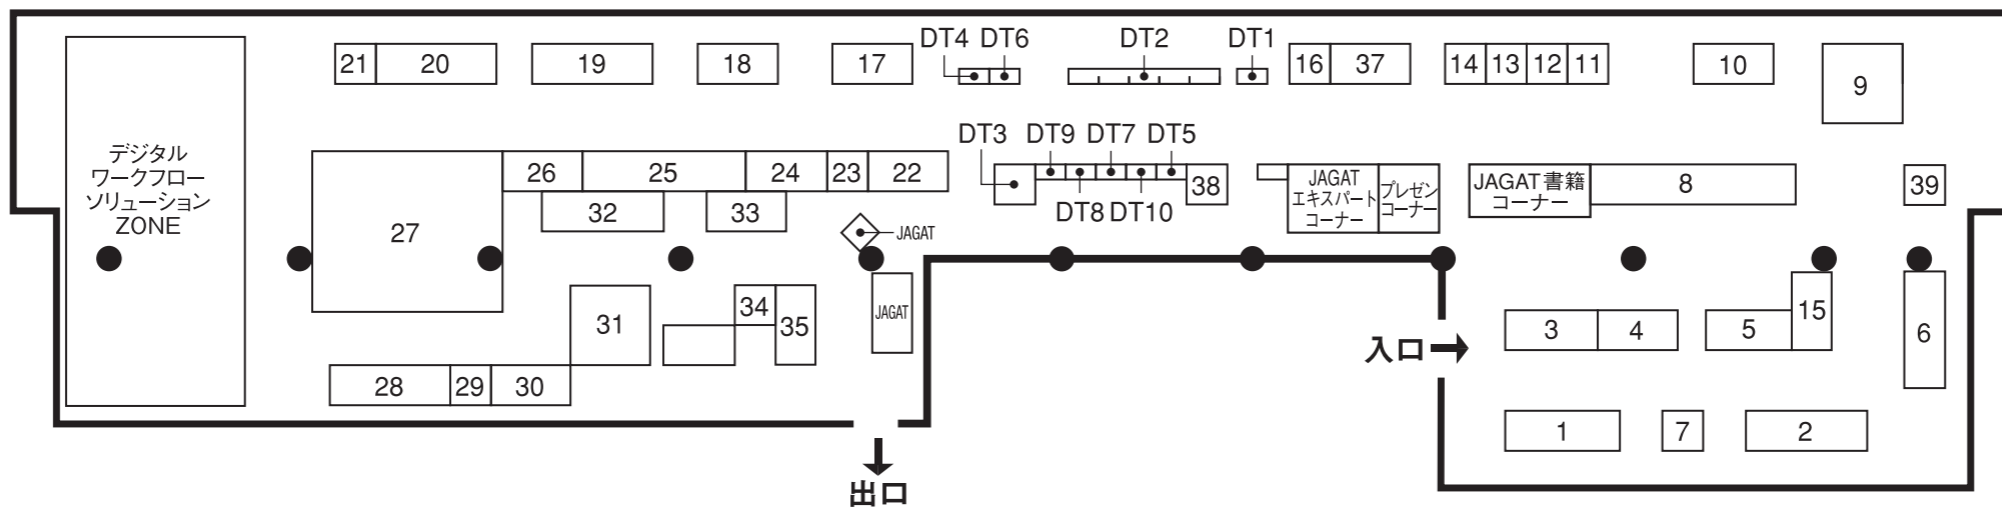 DT4 DT6 DT2 DT1
21 20 19 18 17 16 37 14 13 12 11 10 9
DT3 DT9 DT7 DT5
デジタル
ワークフロー
ソリューション
ZONE
26 25 24 23 22 38
JAGAT
エキスパート
コーナー
プレゼン
コーナー
JAGAT書籍
コーナー
8 39
DT8 DT10
32 33
27
JAGAT
JAGAT
31 34 35
3 4 5 15 6
入口
28 29 30
1 7 2
出口